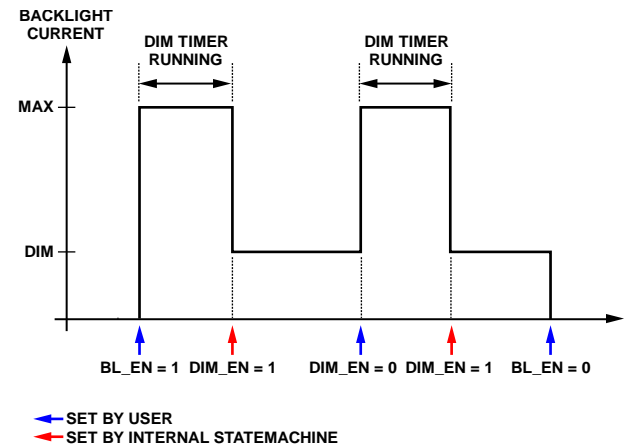 BACKLIGHT
CURRENT
DIM TIMER
RUNNING
DIM TIMER
RUNNING
MAX
DIM
BL_EN = 1
DIM_EN = 1
DIM_EN = 0
DIM_EN = 1
BL_EN = 0
SET BY USER
SET BY INTERNAL STATEMACHINE